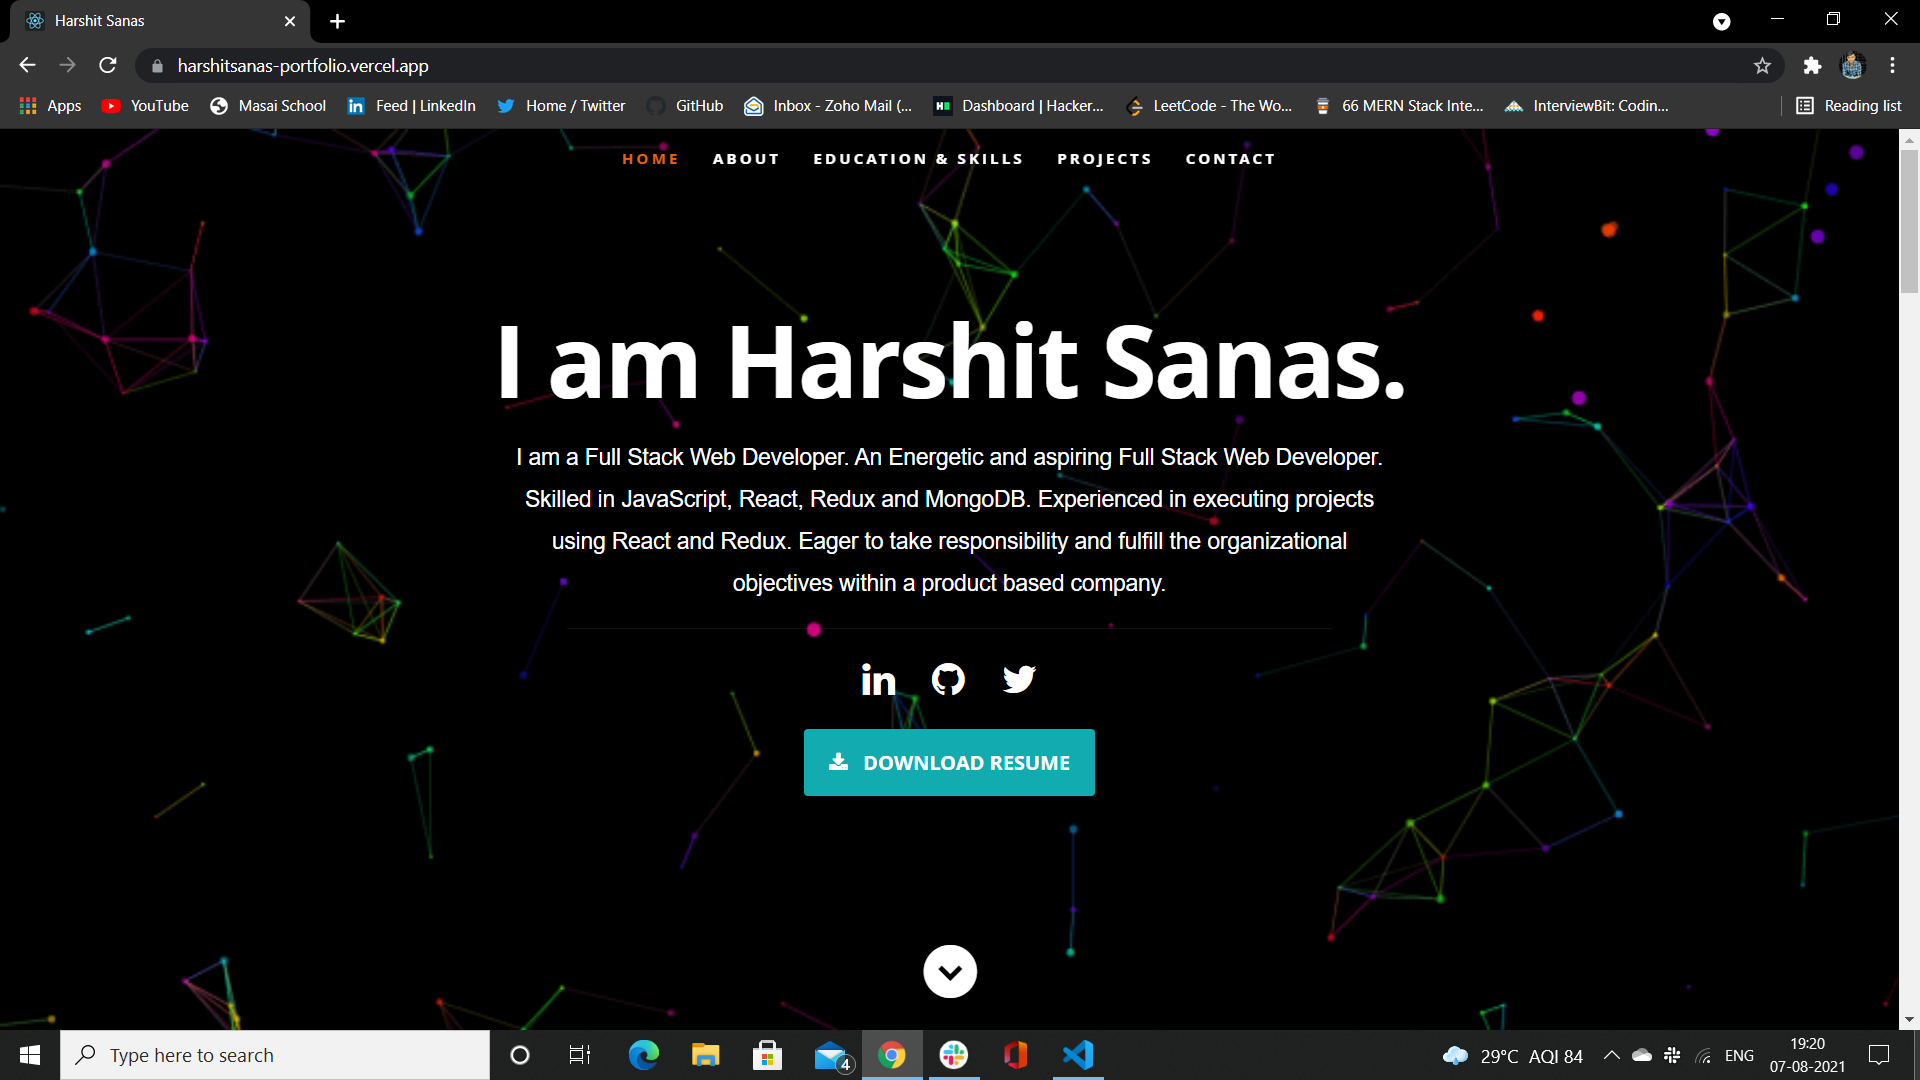 Harshit Sanas
harshitsanas-portfolio.vercel.app
Apps YouTube Masai School Feed | LinkedIn Home / Twitter GitHub Inbox - Zoho Mail (... Dashboard | Hacker... LeetCode - The Wo... 66 MERN Stack Inte... InterviewBit: Codin... Reading list
HOME ABOUT EDUCATION & SKILLS PROJECTS CONTACT
I am Harshit Sanas.
I am a Full Stack Web Developer. An Energetic and aspiring Full Stack Web Developer.
Skilled in JavaScript, React, Redux and MongoDB. Experienced in executing projects
using React and Redux. Eager to take responsibility and fulfill the organizational
objectives within a product based company.
in
DOWNLOAD RESUME
Type here to search
4
29°C AQI 84
ENG
19:20
07-08-2021